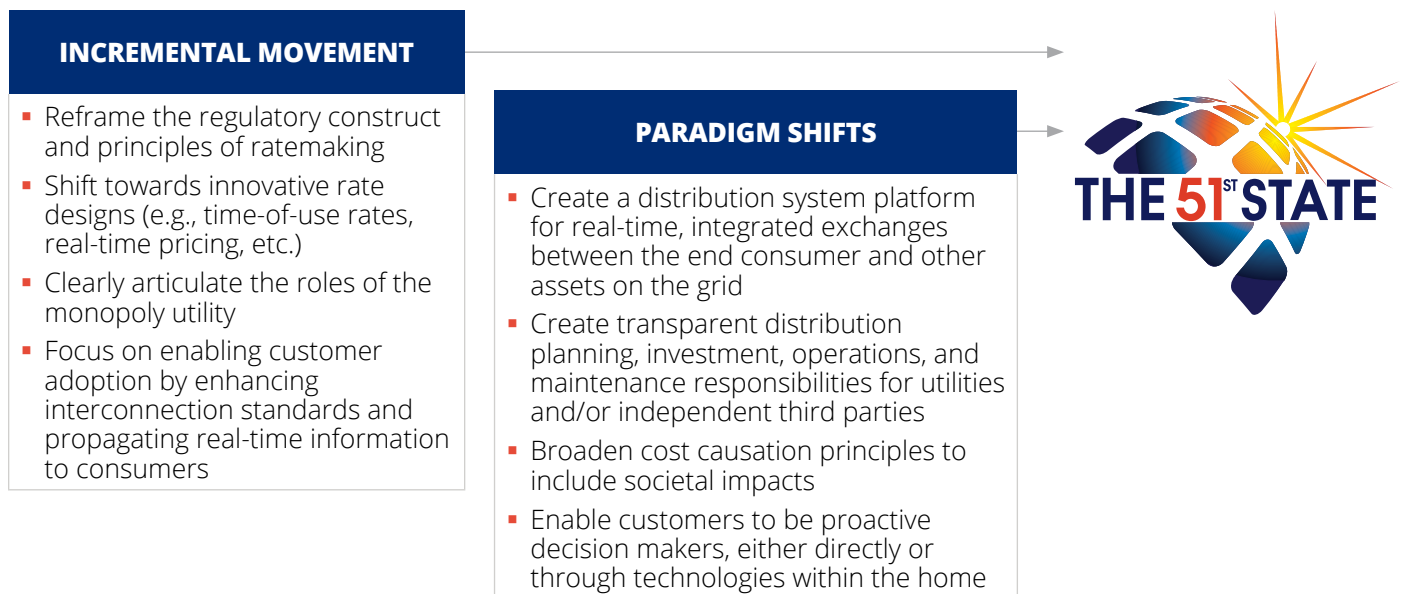 INCREMENTAL MOVEMENT
▪ Reframe the regulatory construct
and principles of ratemaking
▪ Shift towards innovative rate
designs (e.g., time-of-use rates,
real-time pricing, etc.)
▪ Clearly articulate the roles of the
monopoly utility
▪ Focus on enabling customer
adoption by enhancing
interconnection standards and
propagating real-time information
to consumers
PARADIGM SHIFTS
▪ Create a distribution system platform
for real-time, integrated exchanges
between the end consumer and other
assets on the grid
▪ Create transparent distribution
planning, investment, operations, and
maintenance responsibilities for utilities
and/or independent third parties
▪ Broaden cost causation principles to
include societal impacts
▪ Enable customers to be proactive
decision makers, either directly or
through technologies within the home
THE 51ST STATE